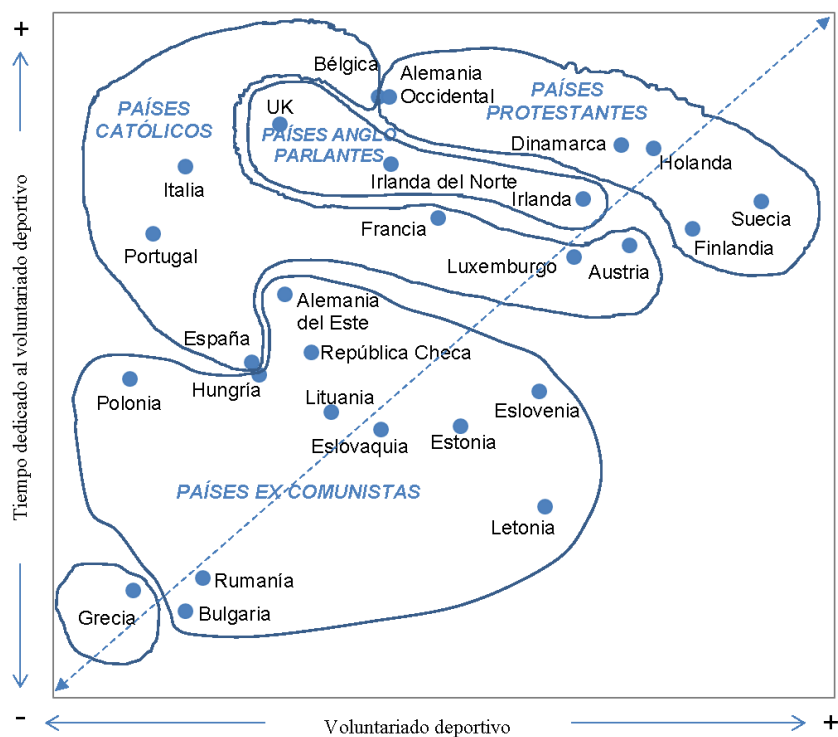 +
Bélgica
Alemania
Occidental
PAÍSES
PROTESTANTES
PAÍSES
CATÓLICOS
UK
PAÍSES ANGLO
PARLANTES
Dinamarca
Holanda
Italia
Irlanda del Norte
Irlanda
Suecia
Francia
Finlandia
Portugal
Luxemburgo
Austria
Alemania
del Este
España
República Checa
Hungría
Polonia
Lituania
Eslovenia
Eslovaquia
Estonia
PAÍSES EX COMUNISTAS
Letonia
Rumanía
Grecia
Bulgaria
Tiempo dedicado al voluntariado deportivo
-
Voluntariado deportivo
+